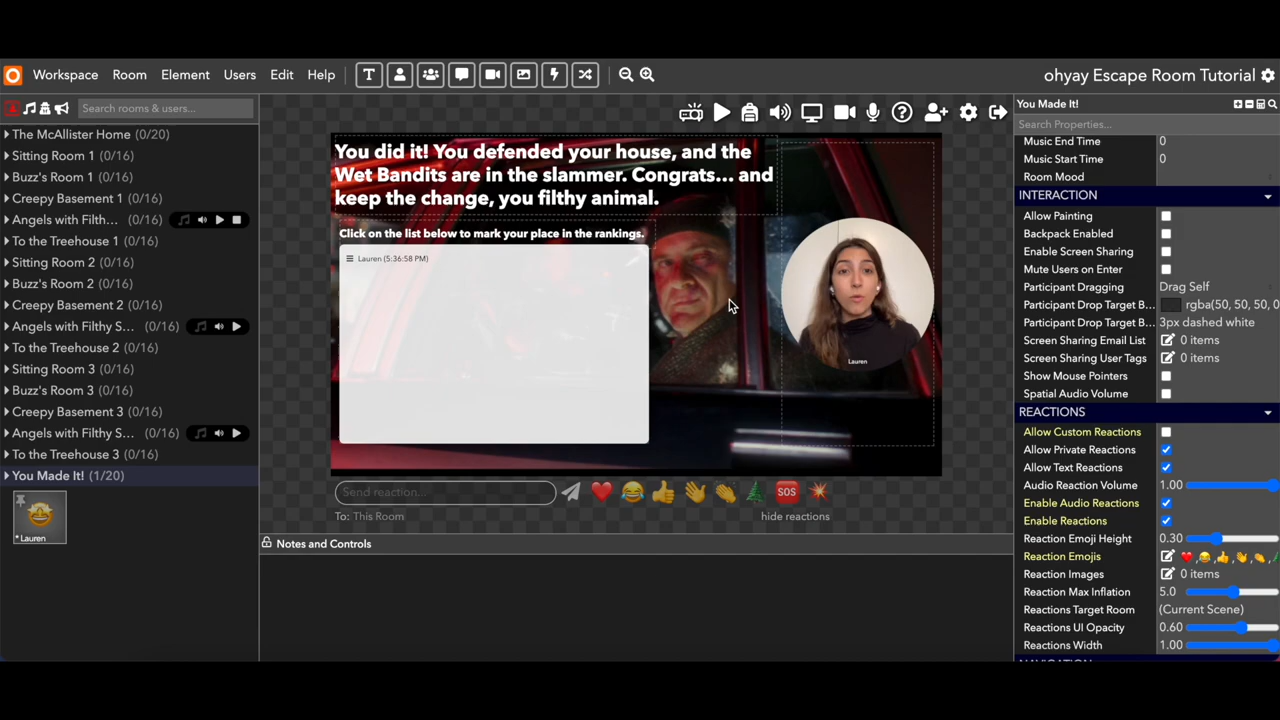 Workspace
Room
Element
Users
Edit
Help
T
ohyay Escape Room Tutorial
Search rooms & users...
The McAllister Home (0/20)
Sitting Room 1 (0/16)
Buzz's Room 1 (0/16)
Creepy Basement 1 (0/16)
Angels with Filth... (0/16)
To the Treehouse 1 (0/16)
Sitting Room 2 (0/16)
Buzz's Room 2 (0/16)
Creepy Basement 2 (0/16)
Angels with Filthy S... (0/16)
To the Treehouse 2 (0/16)
Sitting Room 3 (0/16)
Buzz's Room 3 (0/16)
Creepy Basement 3 (0/16)
Angels with Filthy S... (0/16)
To the Treehouse 3 (0/16)
You Made It! (1/20)
* Lauren
You did it! You defended your house, and the
Wet Bandits are in the slammer. Congrats... and
keep the change, you filthy animal.
Click on the list below to mark your place in the rankings.
Lauren (5:36:58 PM)
Lauren
Send reaction...
SOS
To: This Room
hide reactions
Notes and Controls
You Made It!
Search Properties...
Music End Time 0
Music Start Time 0
Room Mood
INTERACTION
Allow Painting
Backpack Enabled
Enable Screen Sharing
Mute Users on Enter
Participant Dragging Drag Self
Participant Drop Target B... rgba(50, 50, 50, 0
Participant Drop Target B... 3px dashed white
Screen Sharing Email List 0 items
Screen Sharing User Tags 0 items
Show Mouse Pointers
Spatial Audio Volume
REACTIONS
Allow Custom Reactions
Allow Private Reactions
Allow Text Reactions
Audio Reaction Volume 1.00
Enable Audio Reactions
Enable Reactions
Reaction Emoji Height 0.30
Reaction Emojis ❤️,😂,👍,👋,👏,
Reaction Images 0 items
Reaction Max Inflation 5.0
Reactions Target Room (Current Scene)
Reactions UI Opacity 0.60
Reactions Width 1.00